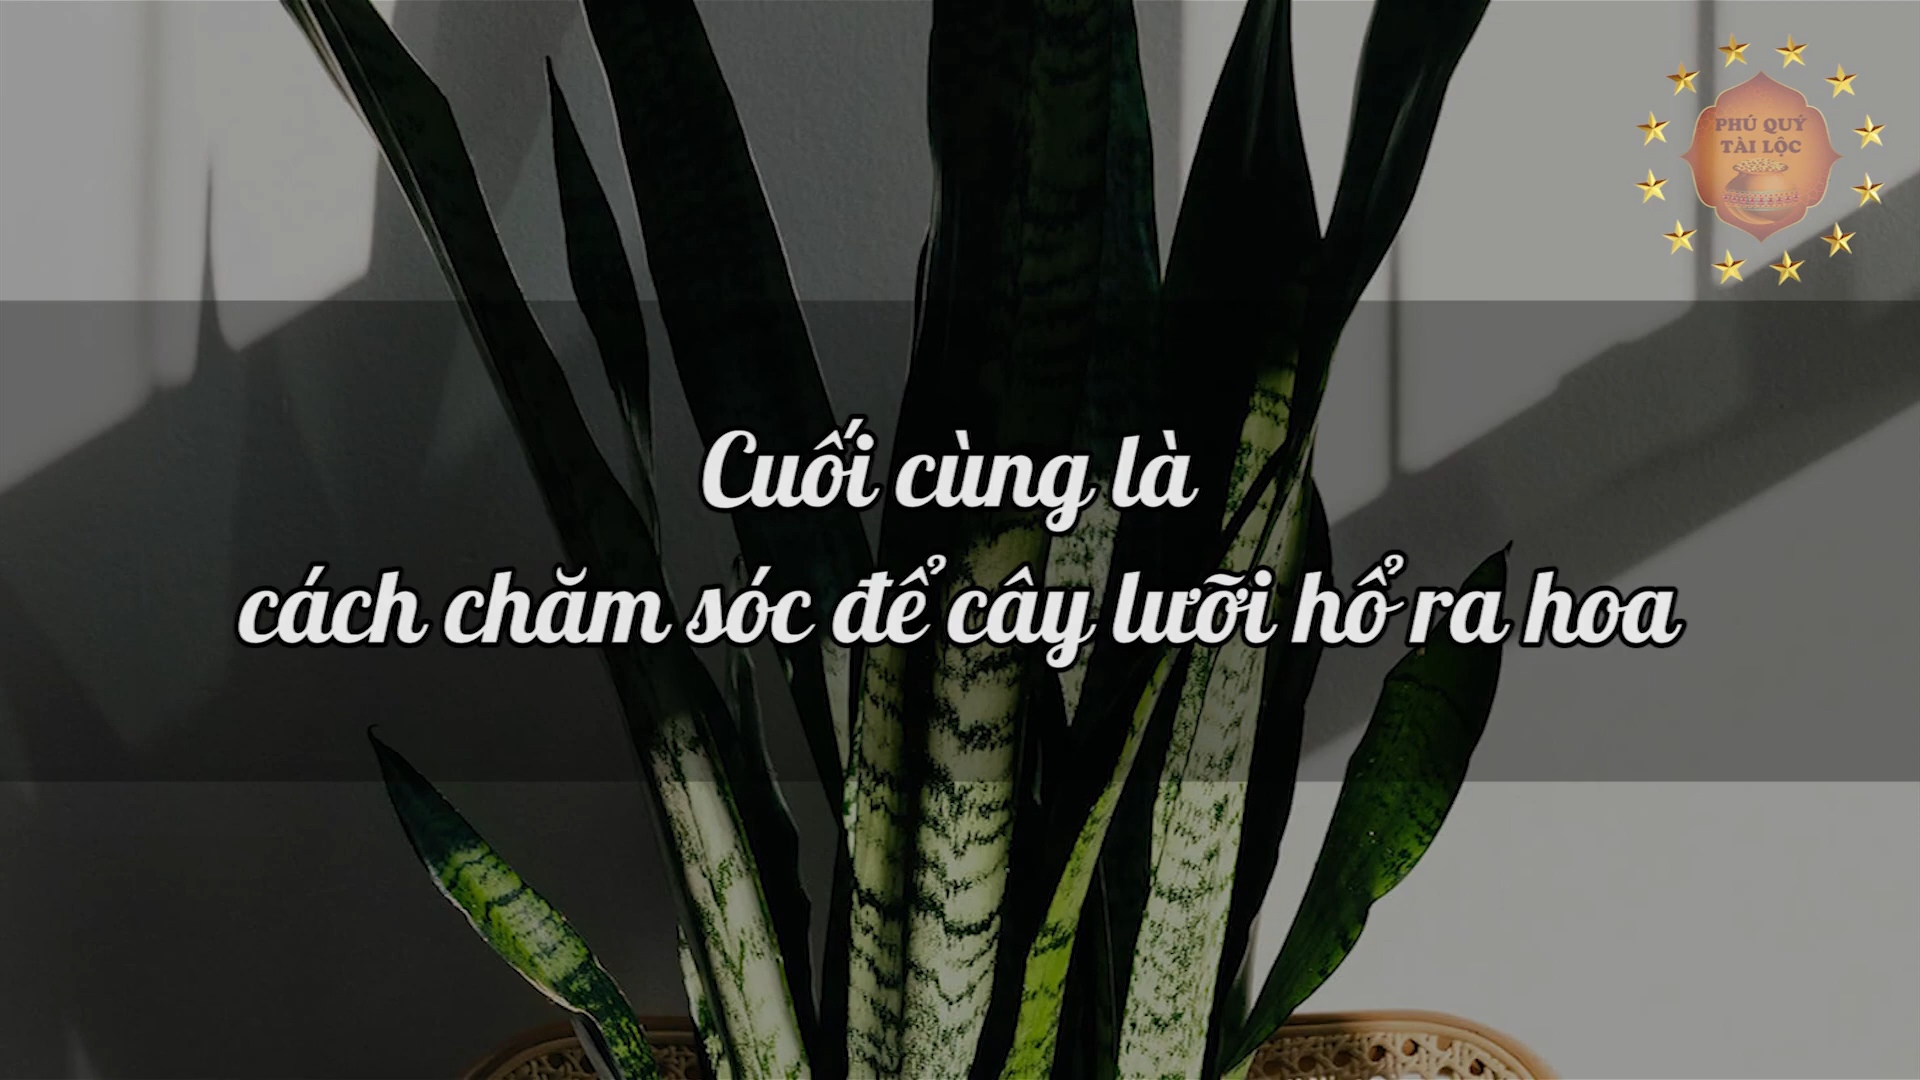 PHÚ QUÝ
TÀI LỘC
Cuối cùng là
cách chăm sóc để cây lưỡi hổ ra hoa